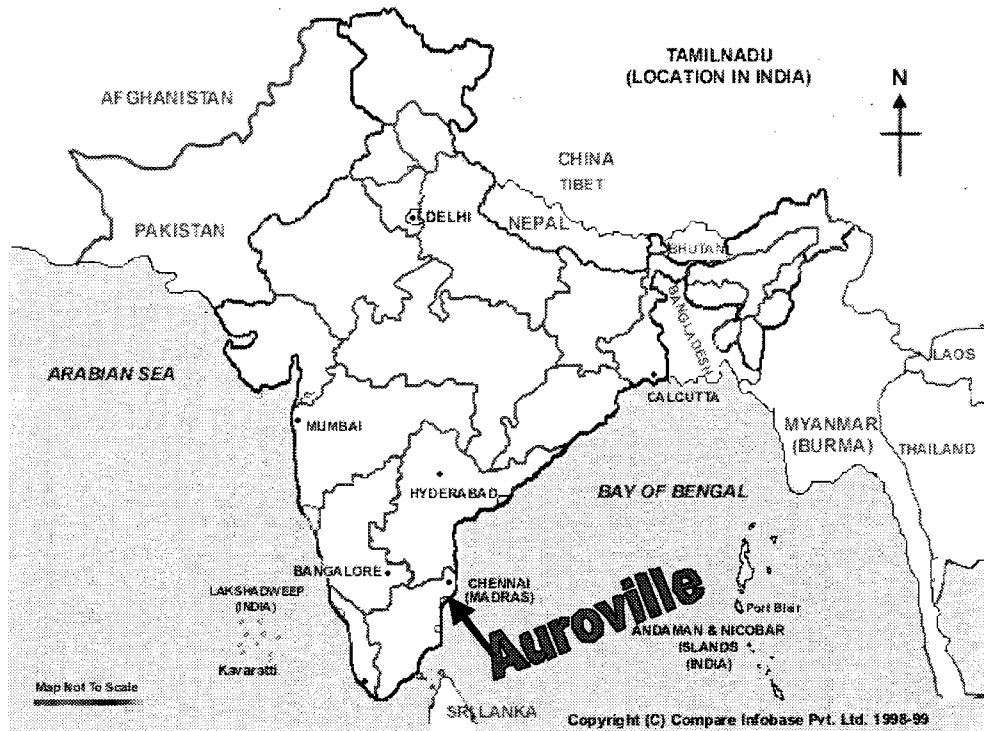 TAMILNADU
(LOCATION IN INDIA)
N
AFGHANISTAN
CHINA
TIBET
PAKISTAN
DELHI
NEPAL
BHUTAN
BANGLADESH
ARABIAN SEA
LAOS
CALCUTTA
MUMBAI
MYANMAR
(BURMA)
THAILAND
HYDERABAD
BAY OF BENGAL
BANGALORE
CHENNAI
(MADRAS)
LAKSHADWEEP
(INDIA)
Auroville
Port Blair
ANDAMAN & NICOBAR
ISLANDS
(INDIA)
Kavaratti
Map Not To Scale
SRI LANKA
Copyright (C) Compare Infobase Pvt. Ltd. 1998-99